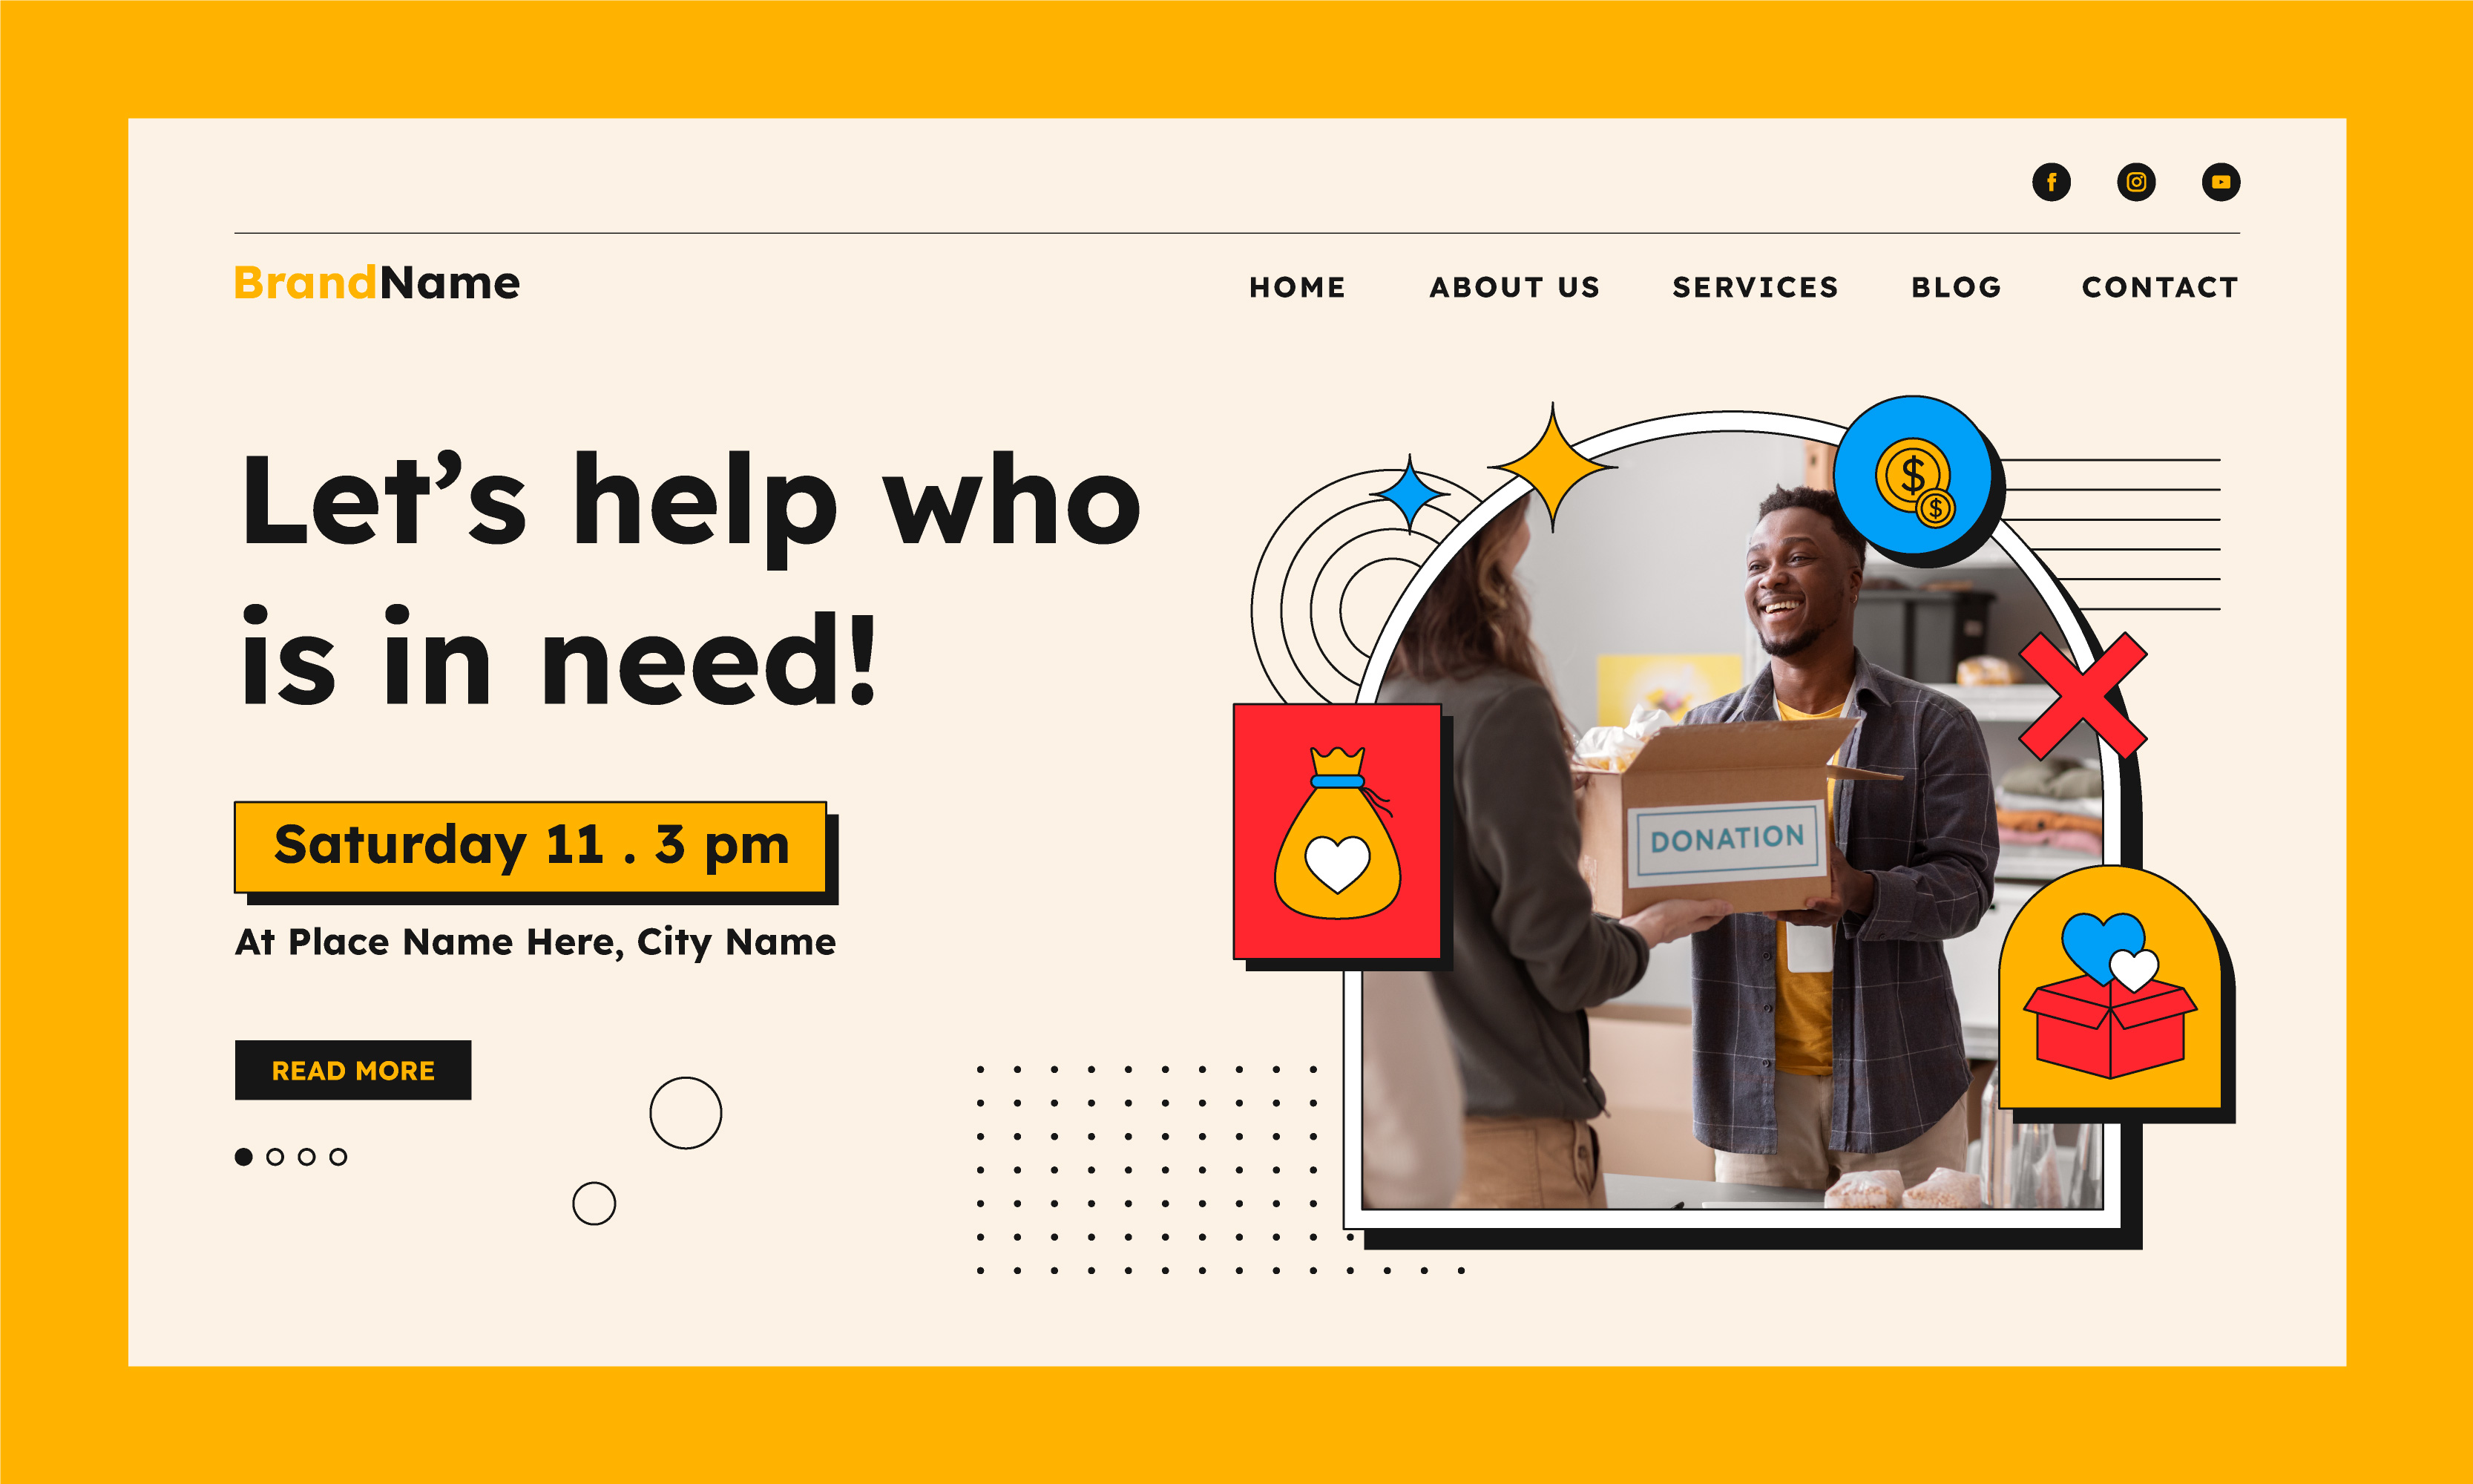 BrandName
HOME ABOUT US SERVICES BLOG CONTACT
Let’s help who
is in need!
Saturday 11 . 3 pm
At Place Name Here, City Name
READ MORE
$
$
DONATION